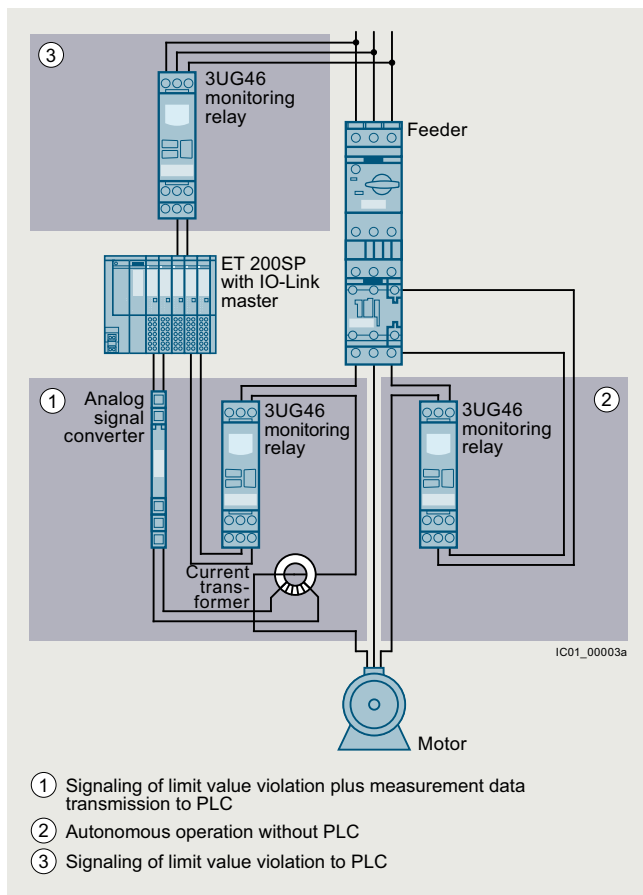 3
3UG46
monitoring
relay
Feeder
ET 200SP
with IO-Link
master
1
Analog
signal
converter
3UG46
monitoring
relay
3UG46
monitoring
relay
2
Current
trans-
former
IC01_00003a
Motor
1 Signaling of limit value violation plus measurement data
transmission to PLC
2 Autonomous operation without PLC
3 Signaling of limit value violation to PLC